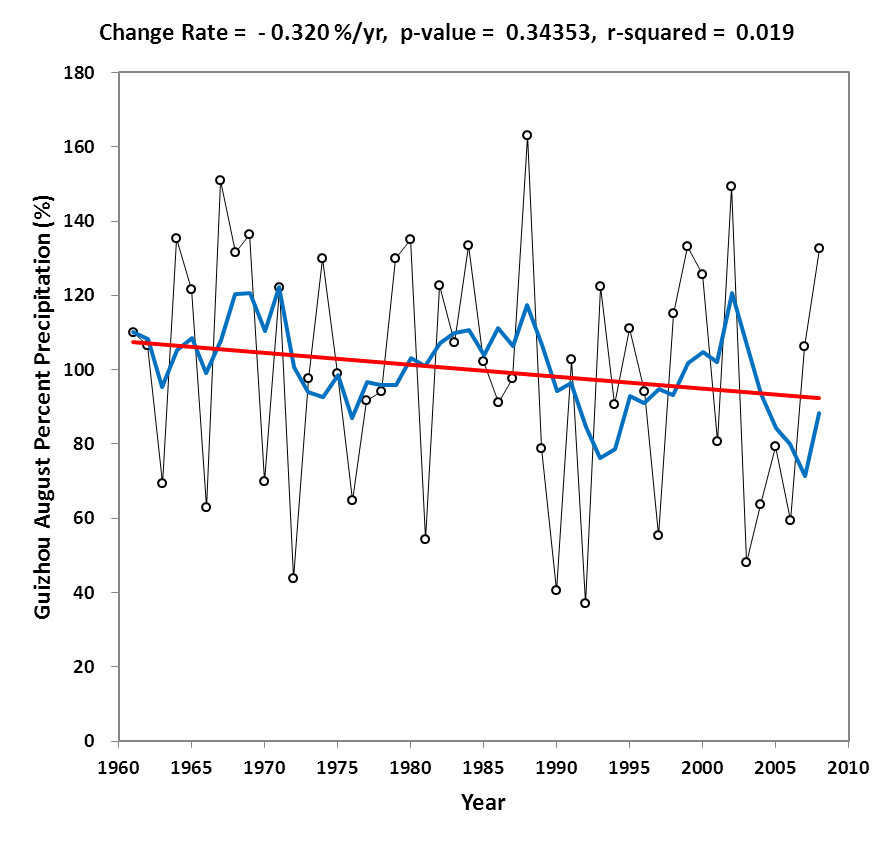 Change Rate = - 0.320 %/yr, p-value = 0.34353, r-squared = 0.019
180
160
140
120
100
80
60
40
20
0
Guizhou August Percent Precipitation (%)
1960 1965 1970 1975 1980 1985 1990 1995 2000 2005 2010
Year